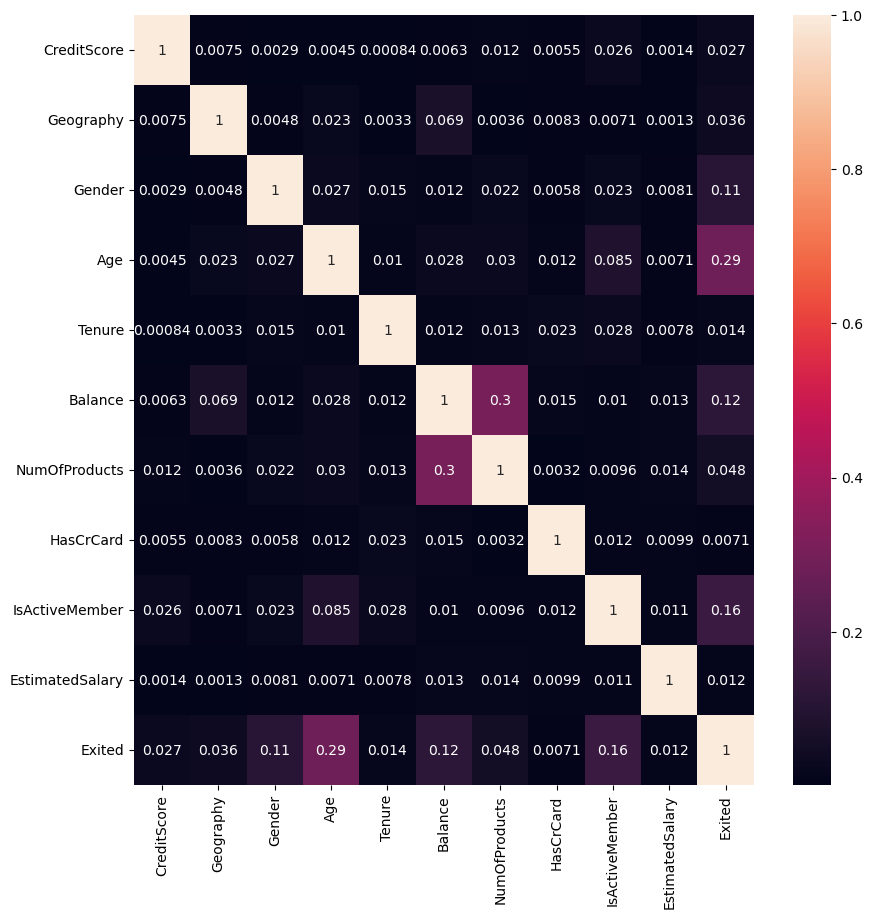 1.0
CreditScore 1 0.0075 0.0029 0.0045 0.00084 0.0063 0.012 0.0055 0.026 0.0014 0.027
Geography 0.0075 1 0.0048 0.023 0.0033 0.069 0.0036 0.0083 0.0071 0.0013 0.036
0.8
Gender 0.0029 0.0048 1 0.027 0.015 0.012 0.022 0.0058 0.023 0.0081 0.11
Age 0.0045 0.023 0.027 1 0.01 0.028 0.03 0.012 0.085 0.0071 0.29
0.6
Tenure 0.00084 0.0033 0.015 0.01 1 0.012 0.013 0.023 0.028 0.0078 0.014
Balance 0.0063 0.069 0.012 0.028 0.012 1 0.3 0.015 0.01 0.013 0.12
NumOfProducts 0.012 0.0036 0.022 0.03 0.013 0.3 1 0.0032 0.0096 0.014 0.048
0.4
HasCrCard 0.0055 0.0083 0.0058 0.012 0.023 0.015 0.0032 1 0.012 0.0099 0.0071
IsActiveMember 0.026 0.0071 0.023 0.085 0.028 0.01 0.0096 0.012 1 0.011 0.16
0.2
EstimatedSalary 0.0014 0.0013 0.0081 0.0071 0.0078 0.013 0.014 0.0099 0.011 1 0.012
Exited 0.027 0.036 0.11 0.29 0.014 0.12 0.048 0.0071 0.16 0.012 1
CreditScore
Geography
Gender
Age
Tenure
Balance
NumOfProducts
HasCrCard
IsActiveMember
EstimatedSalary
Exited